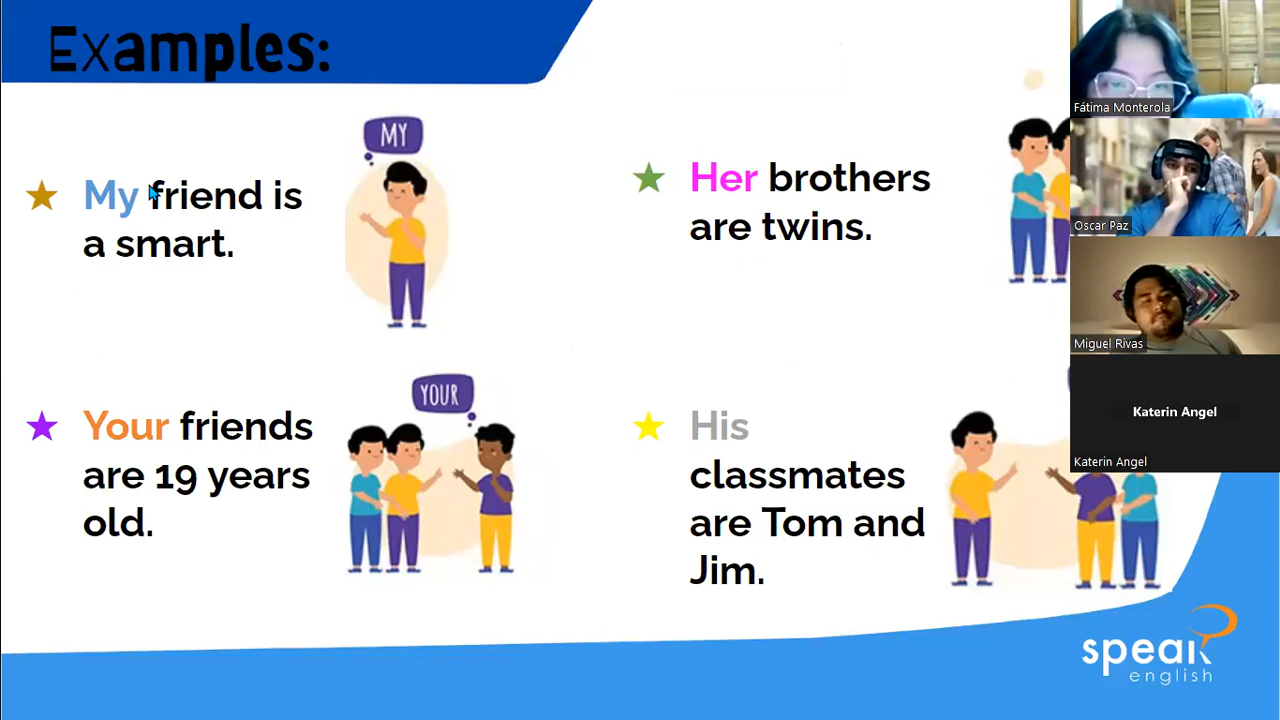 Examples:
MY
My friend is
a smart.
Her brothers
are twins.
YOUR
Your friends
are 19 years
old.
His
classmates
are Tom and
Jim.
Fátima Monterola
Oscar Paz
Miguel Rivas
Katerin Angel
Katerin Angel
speak
english